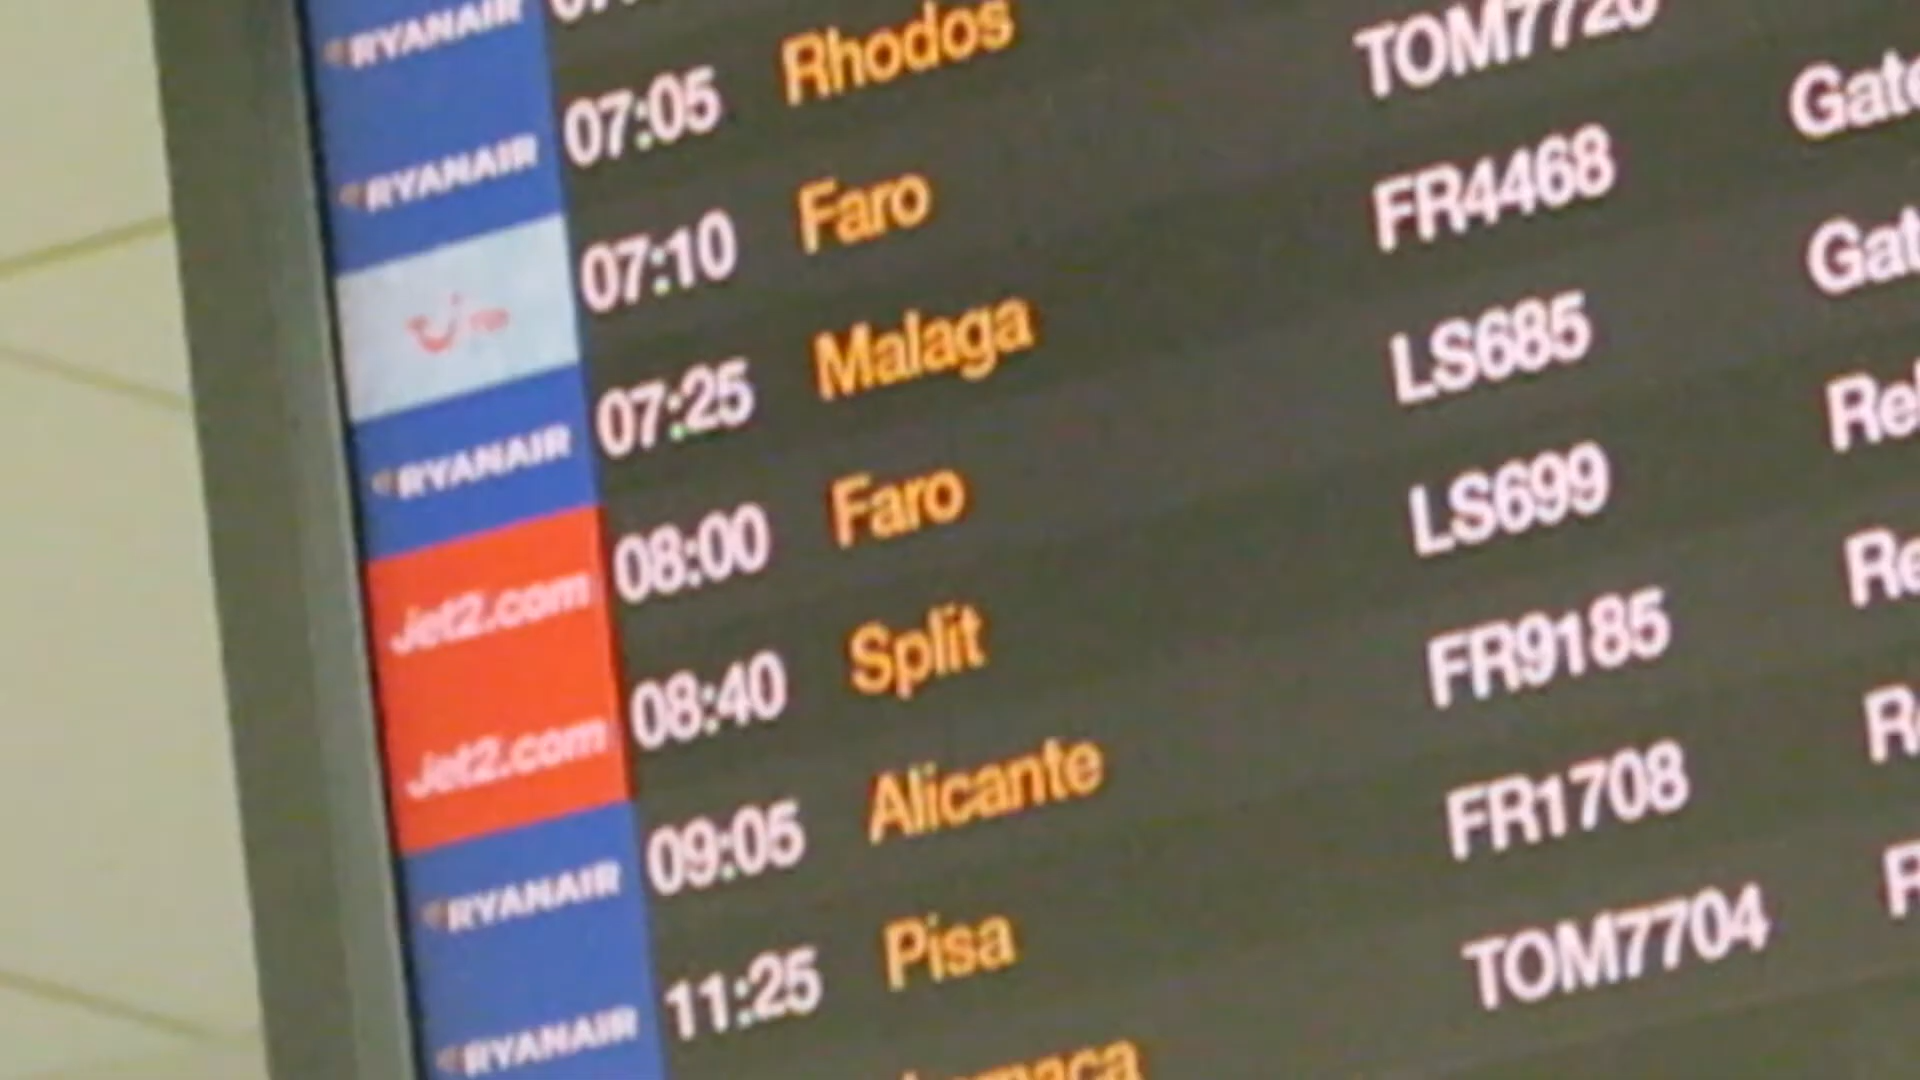 RYANAIR
RYANAIR 07:05 Rhodos
TUI 07:10 Faro TOM7720
RYANAIR 07:25 Malaga FR4468 Gate
Jet2.com 08:00 Faro LS685 Gat
Jet2.com 08:40 Split LS699 Rel
RYANAIR 09:05 Alicante FR9185 Re
RYANAIR 11:25 Pisa FR1708 R
TOM7704 R